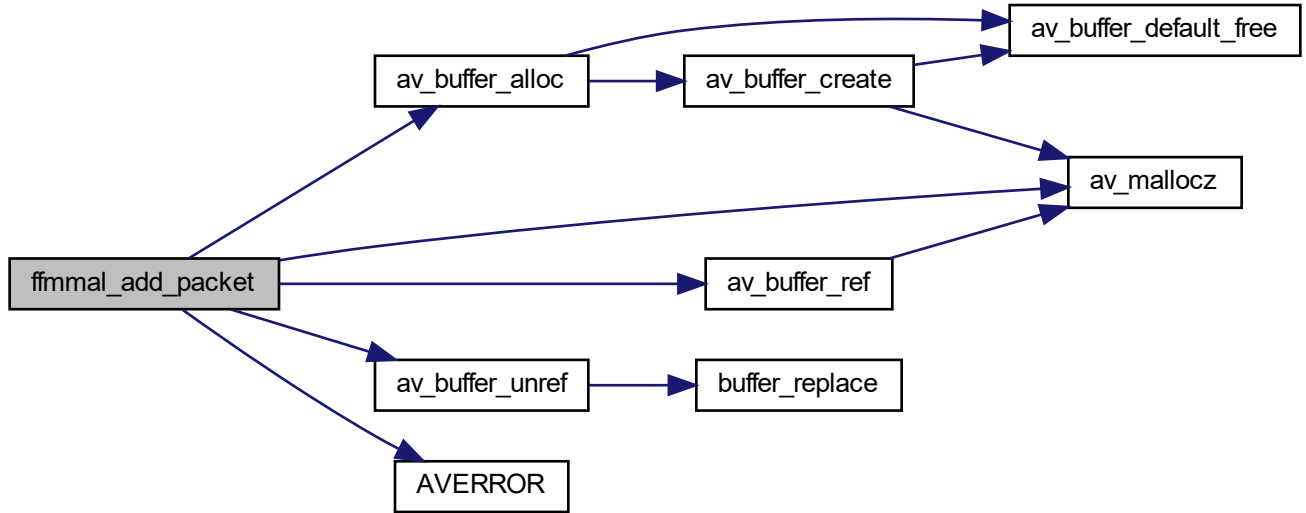 av_buffer_default_free
av_buffer_alloc
av_buffer_create
av_mallocz
ffmmal_add_packet
av_buffer_ref
av_buffer_unref
buffer_replace
AVERROR